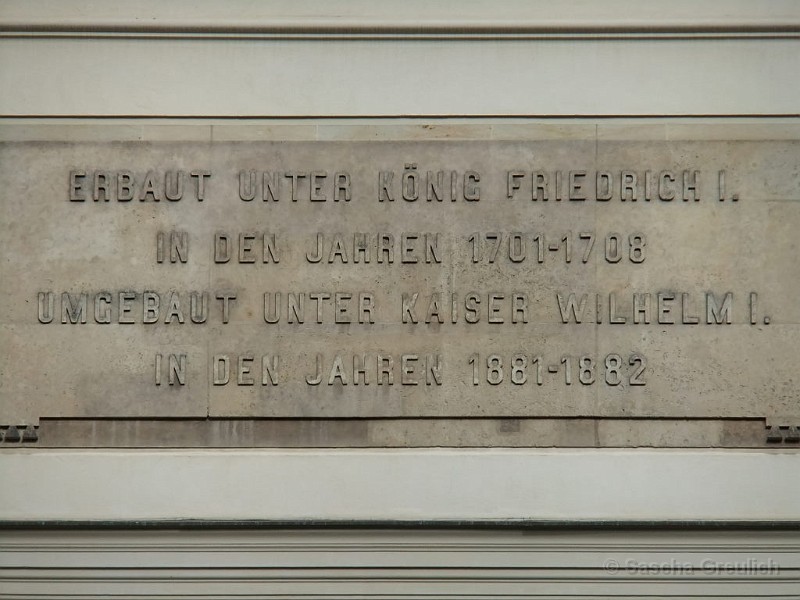 ERBAUT UNTER KÖNIG FRIEDRICH I.
IN DEN JAHREN 1701-1708
UMGEBAUT UNTER KAISER WILHELM I.
IN DEN JAHREN 1881-1882
© Sascha Greulich